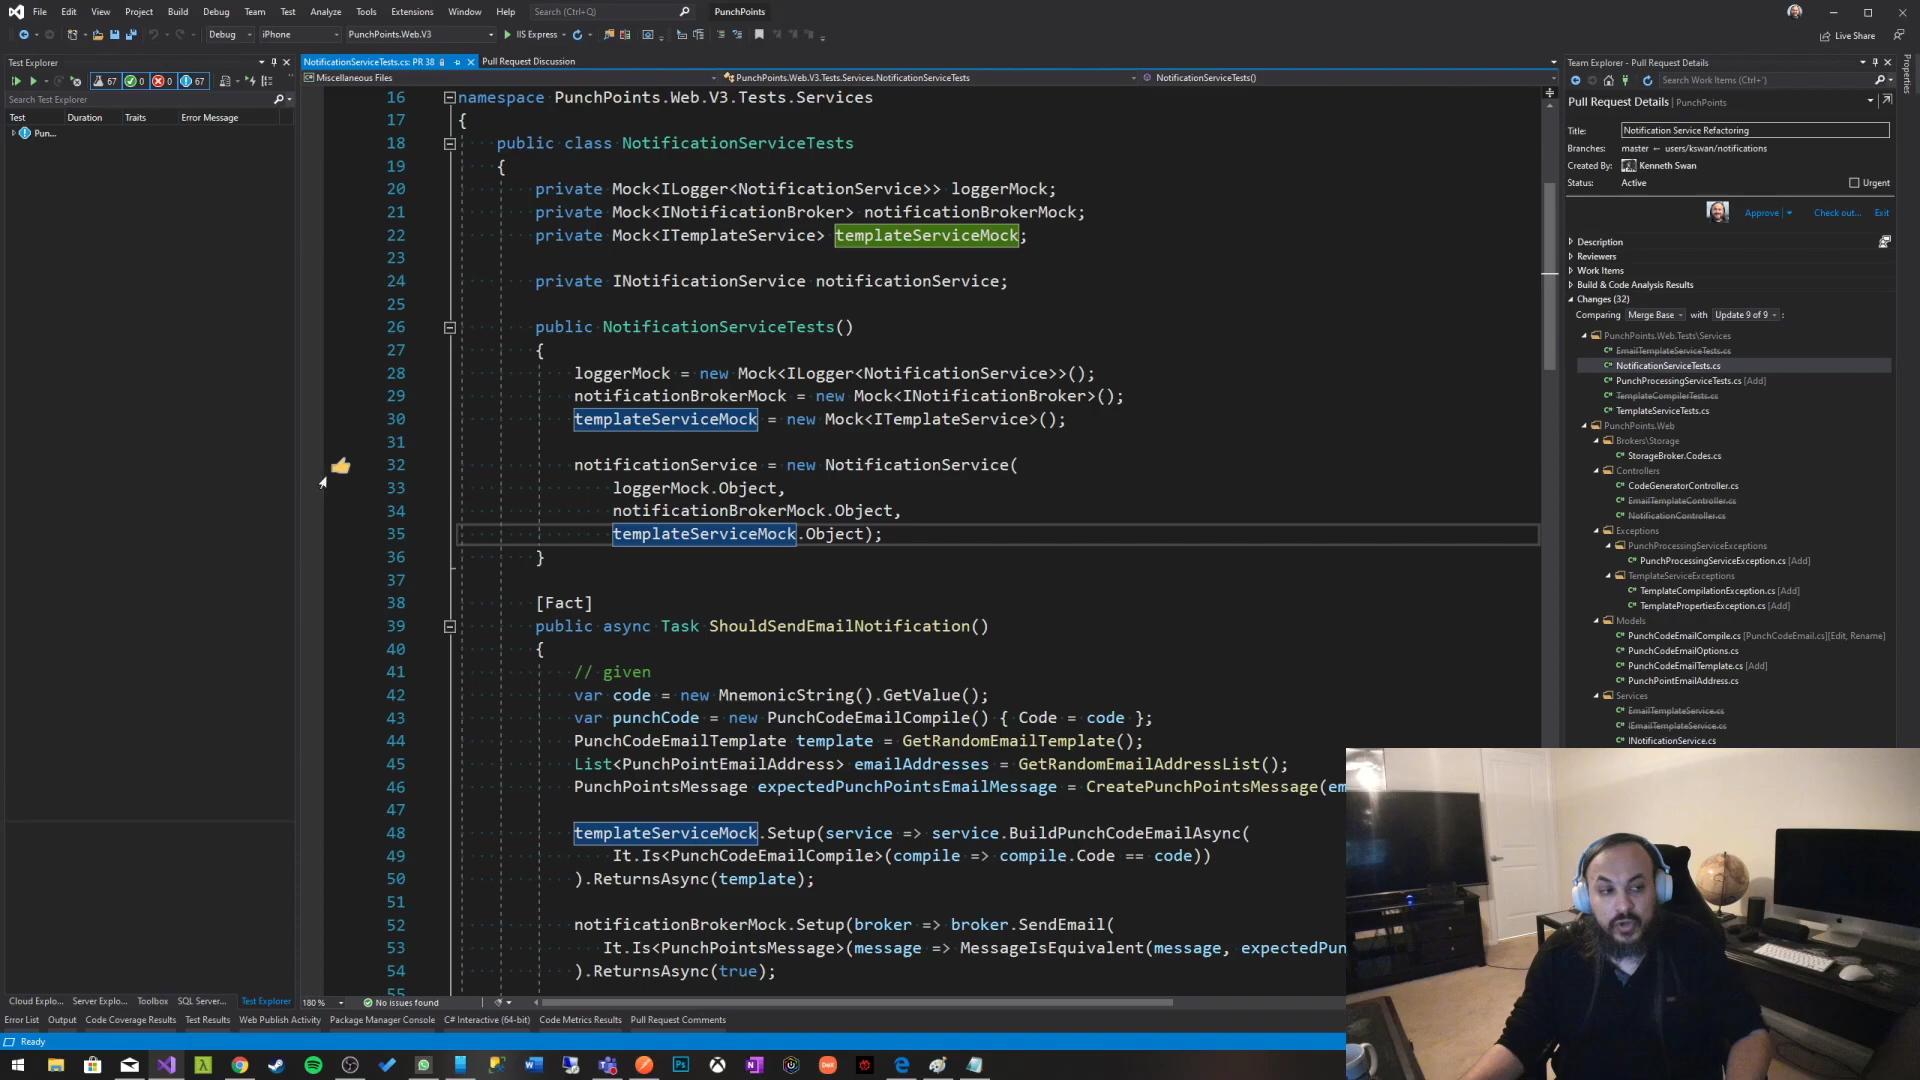 File Edit View Project Build Debug Team Test Analyze Tools Extensions Window Help Search (Ctrl+Q) PunchPoints
Debug iPhone PunchPoints.Web.V3 IIS Express Live Share
Test Explorer
67 0 0 67
Search Test Explorer
Test Duration Traits Error Message
Pun...
NotificationServiceTests.cs: PR 38 Pull Request Discussion
Miscellaneous Files PunchPoints.Web.V3.Tests.Services.NotificationServiceTests NotificationServiceTests()
16 namespace PunchPoints.Web.V3.Tests.Services
17 {
18 public class NotificationServiceTests
19 {
20 private Mock<ILogger<NotificationService>> loggerMock;
21 private Mock<INotificationBroker> notificationBrokerMock;
22 private Mock<ITemplateService> templateServiceMock;
23
24 private INotificationService notificationService;
25
26 public NotificationServiceTests()
27 {
28 loggerMock = new Mock<ILogger<NotificationService>>();
29 notificationBrokerMock = new Mock<INotificationBroker>();
30 templateServiceMock = new Mock<ITemplateService>();
31
32 notificationService = new NotificationService(
33 loggerMock.Object,
34 notificationBrokerMock.Object,
35 templateServiceMock.Object);
36 }
37
38 [Fact]
39 public async Task ShouldSendEmailNotification()
40 {
41 // given
42 var code = new MnemonicString().GetValue();
43 var punchCode = new PunchCodeEmailCompile() { Code = code };
44 PunchCodeEmailTemplate template = GetRandomEmailTemplate();
45 List<PunchPointEmailAddress> emailAddresses = GetRandomEmailAddressList();
46 PunchPointsMessage expectedPunchPointsEmailMessage = CreatePunchPointsMessage(em
47
48 templateServiceMock.Setup(service => service.BuildPunchCodeEmailAsync(
49 It.Is<PunchCodeEmailCompile>(compile => compile.Code == code))
50 ).ReturnsAsync(template);
51
52 notificationBrokerMock.Setup(broker => broker.SendEmail(
53 It.Is<PunchPointsMessage>(message => MessageIsEquivalent(message, expectedPun
54 ).ReturnsAsync(true);
55
180 % No issues found
Team Explorer - Pull Request Details
Properties
Search Work Items (Ctrl+')
Pull Request Details | PunchPoints
Title: Notification Service Refactoring
Branches: master ← users/kswan/notifications
Created By: Kenneth Swan
Status: Active Urgent
Approve Check out... Exit
Description
Reviewers
Work Items
Build & Code Analysis Results
Changes (32)
Comparing Merge Base with Update 9 of 9 :
PunchPoints.Web.Tests\Services
EmailTemplateServiceTests.cs
NotificationServiceTests.cs
PunchProcessingServiceTests.cs [Add]
TemplateCompilerTests.cs
TemplateServiceTests.cs
PunchPoints.Web
Brokers\Storage
StorageBroker.Codes.cs
Controllers
CodeGeneratorController.cs
EmailTemplateController.cs
NotificationController.cs
Exceptions
PunchProcessingServiceExceptions
PunchProcessingServiceException.cs [Add]
TemplateServiceExceptions
TemplateCompilationException.cs [Add]
TemplatePropertiesException.cs [Add]
Models
PunchCodeEmailCompile.cs [PunchCodeEmail.cs][Edit, Rename]
PunchCodeEmailOptions.cs
PunchCodeEmailTemplate.cs [Add]
PunchPointEmailAddress.cs
Services
EmailTemplateService.cs
IEmailTemplateService.cs
INotificationService.cs
Cloud Explo... Server Explo... Toolbox SQL Server... Test Explorer
Error List Output Code Coverage Results Test Results Web Publish Activity Package Manager Console C# Interactive (64-bit) Code Metrics Results Pull Request Comments
Ready